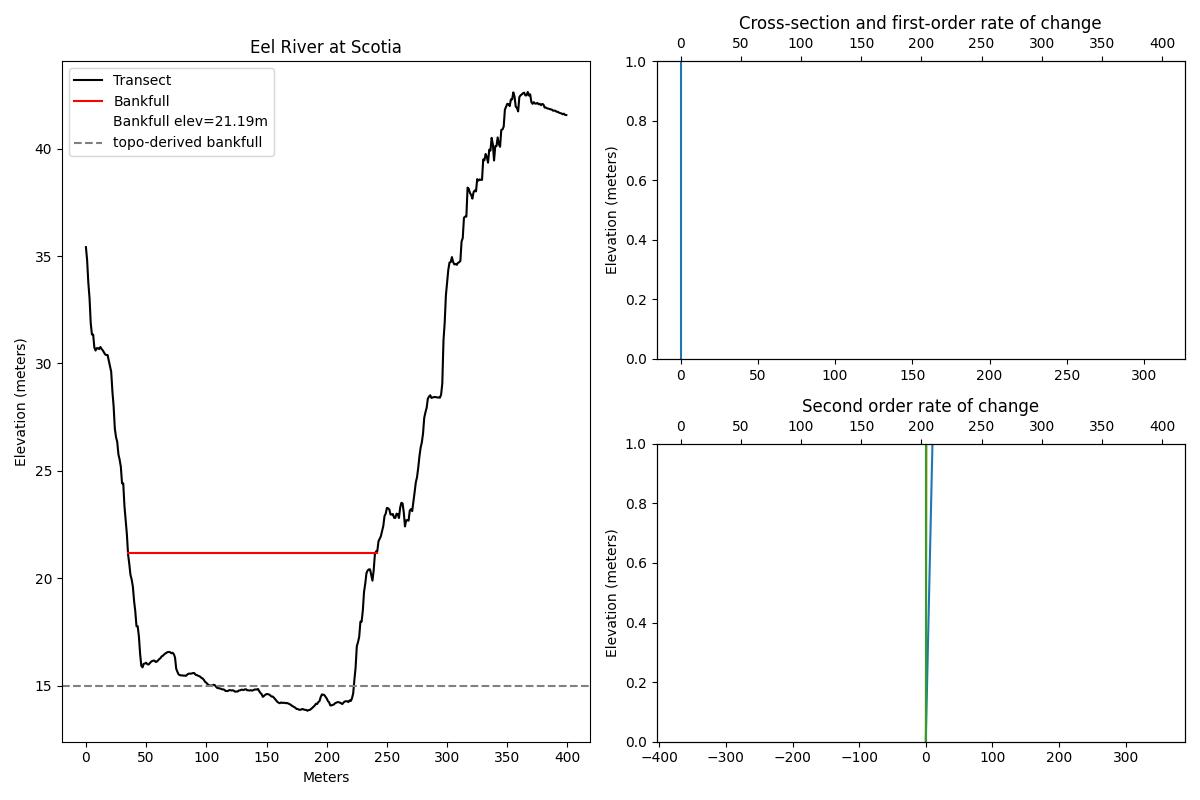 Eel River at Scotia
Transect
Bankfull
Bankfull elev=21.19m
topo-derived bankfull
Elevation (meters)
40
35
30
25
20
15
0 50 100 150 200 250 300 350 400
Meters
Cross-section and first-order rate of change
0 50 100 150 200 250 300 350 400
Elevation (meters)
1.0
0.8
0.6
0.4
0.2
0.0
0 50 100 150 200 250 300
Second order rate of change
0 50 100 150 200 250 300 350 400
Elevation (meters)
1.0
0.8
0.6
0.4
0.2
0.0
−400 −300 −200 −100 0 100 200 300